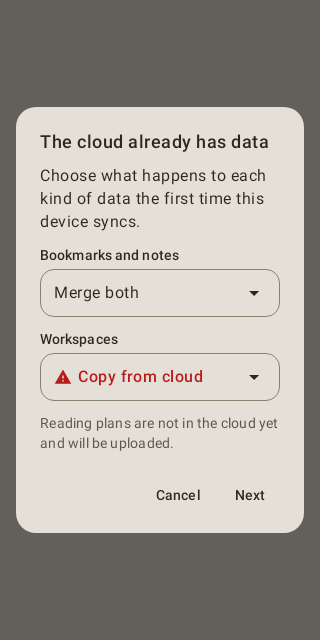 The cloud already has data
Choose what happens to each
kind of data the first time this
device syncs.
Bookmarks and notes
Merge both
Workspaces
Copy from cloud
Reading plans are not in the cloud yet
and will be uploaded.
Cancel Next